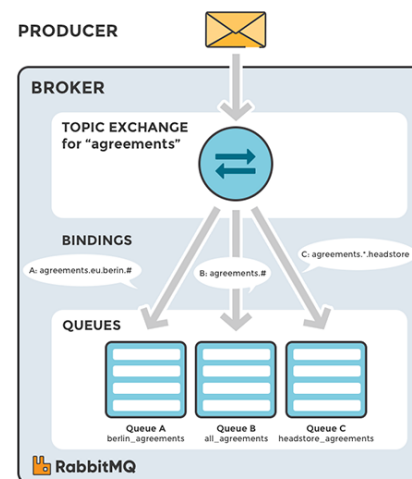 PRODUCER
BROKER
TOPIC EXCHANGE
for "agreements"
BINDINGS
A: agreements.eu.berin.#
B: agreements.#
C: agreements.*.headstore
QUEUES
Queue A
berlin_agreements
Queue B
all_agreements
Queue C
headstore_agreements
RabbitMQ